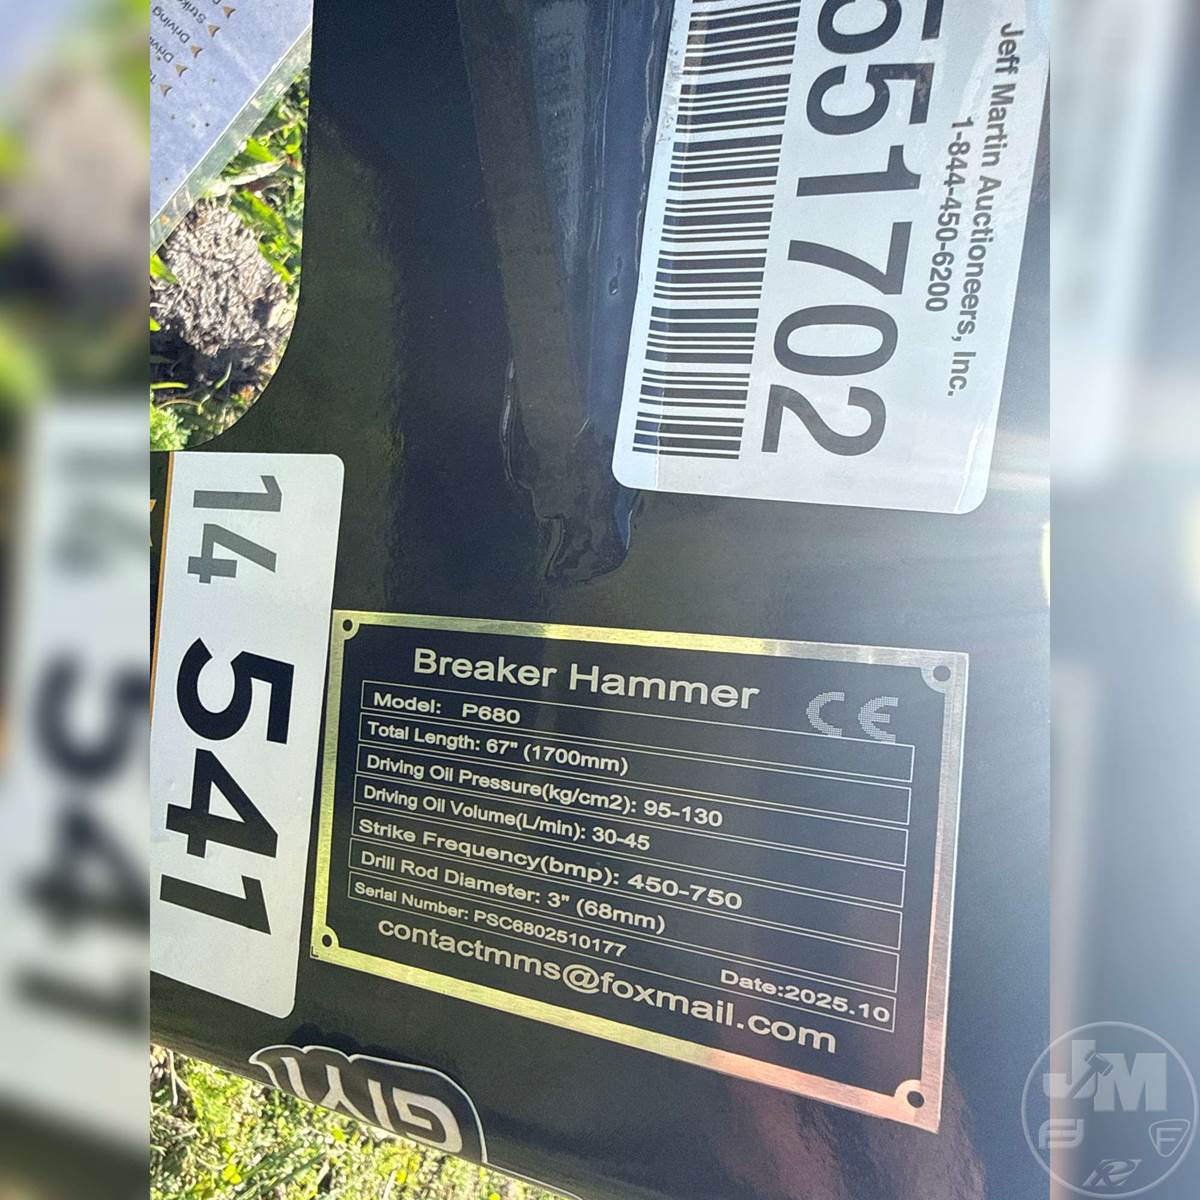 Jeff Martin Auctioneers, Inc.
1-844-450-6200
551702
14 541
Breaker Hammer
CE
Model: P680
Total Length: 67" (1700mm)
Driving Oil Pressure(kg/cm2): 95-130
Driving Oil Volume(L/min): 30-45
Strike Frequency(bmp): 450-750
Drill Rod Diameter: 3" (68mm)
Serial Number: PSC6802510177
Date:2025.10
contactmms@foxmail.com
Driving
JM